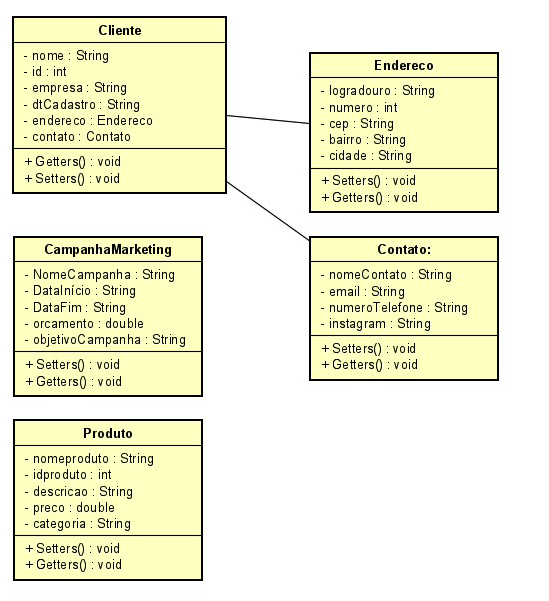 Cliente
- nome : String
- id : int
- empresa : String
- dtCadastro : String
- endereco : Endereco
- contato : Contato
+ Getters() : void
+ Setters() : void
Endereco
- logradouro : String
- numero : int
- cep : String
- bairro : String
- cidade : String
+ Setters() : void
+ Getters() : void
CampanhaMarketing
- NomeCampanha : String
- DataInício : String
- DataFim : String
- orcamento : double
- objetivoCampanha : String
+ Setters() : void
+ Getters() : void
Contato:
- nomeContato : String
- email : String
- numeroTelefone : String
- instagram : String
+ Setters() : void
+ Getters() : void
Produto
- nomeproduto : String
- idproduto : int
- descricao : String
- preco : double
- categoria : String
+ Setters() : void
+ Getters() : void